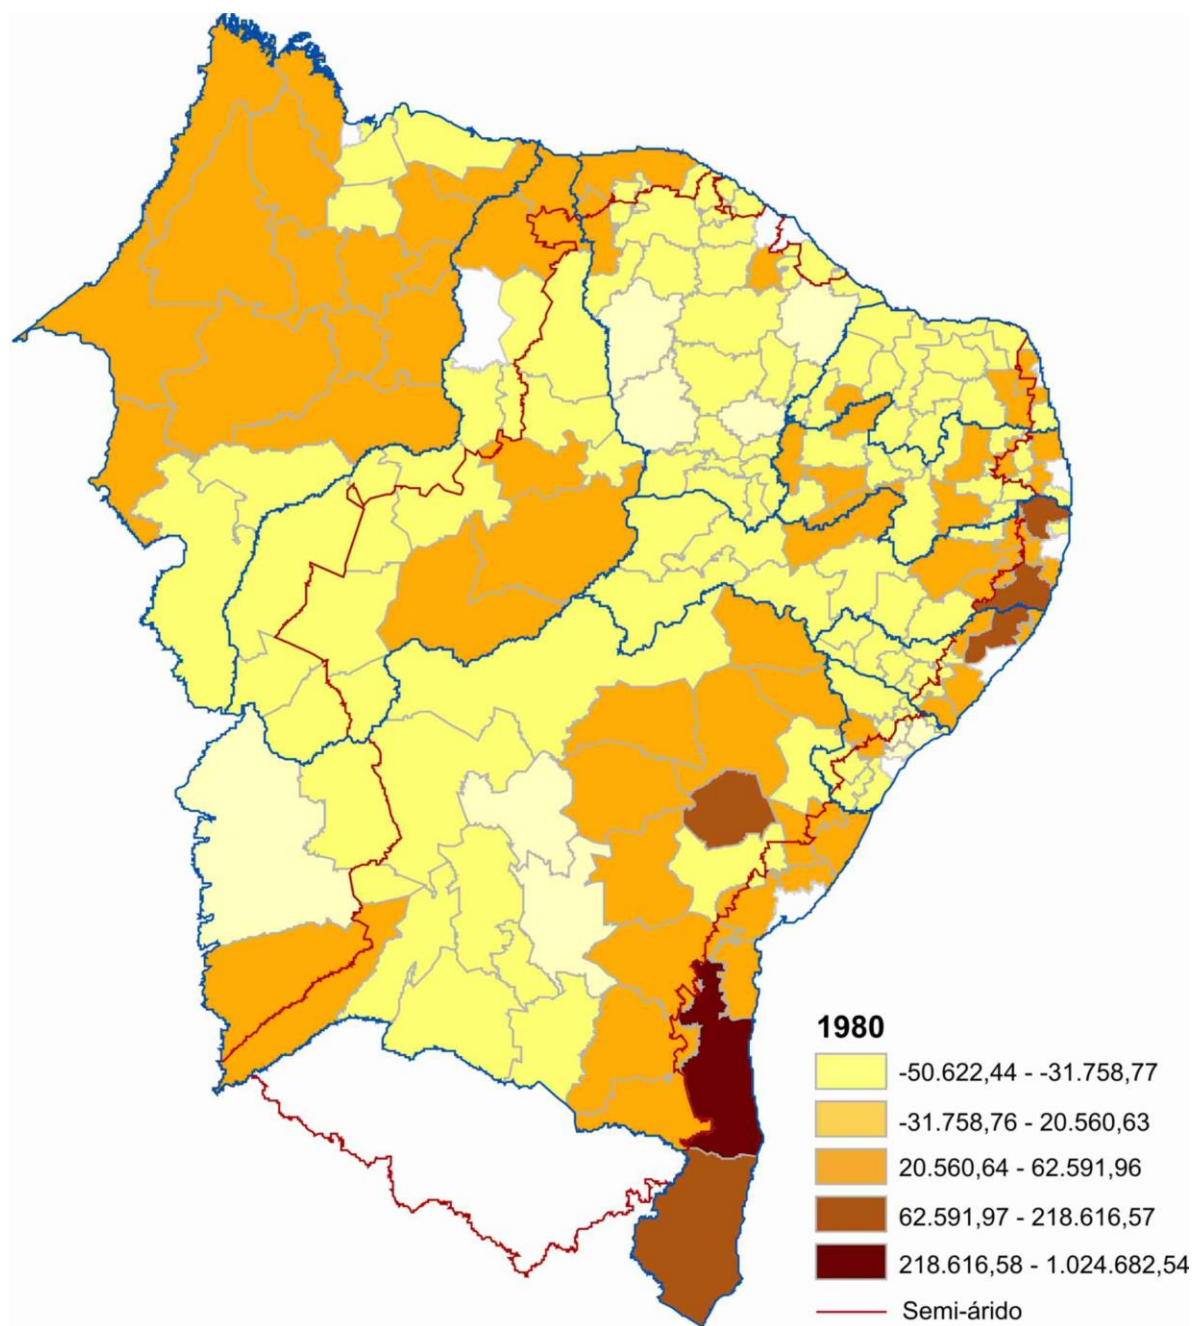 1980
-50.622,44 - -31.758,77
-31.758,76 - 20.560,63
20.560,64 - 62.591,96
62.591,97 - 218.616,57
218.616,58 - 1.024.682,54
Semi-árido